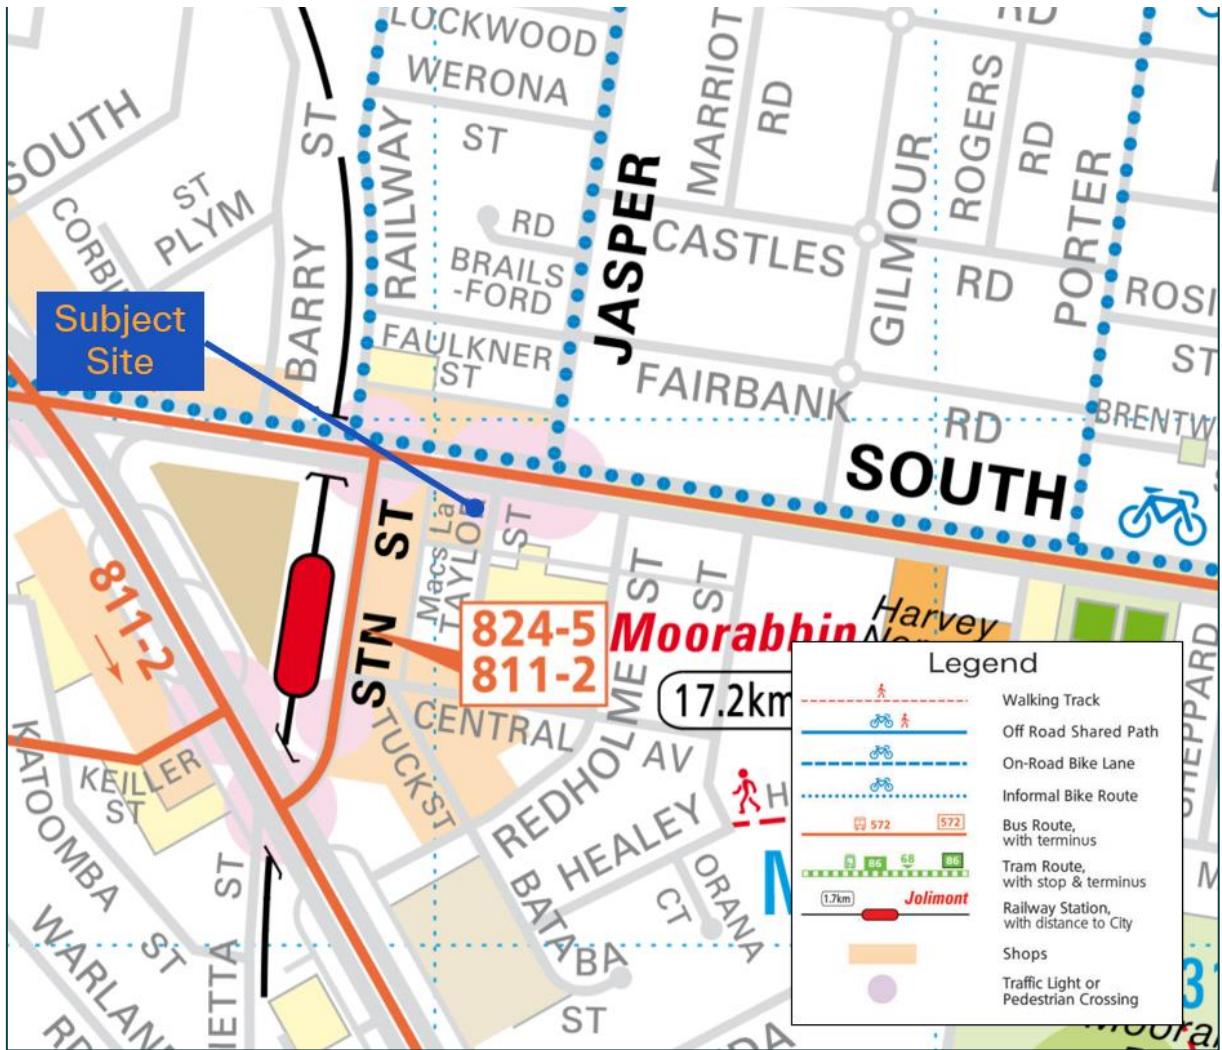 LOCKWOOD
RD
WERONA
ST
MARRIOT
RD
ROGERS
RD
SOUTH
ST
PLYM
ST
RAILWAY
RD
BRAILS
-FORD
JASPER
CASTLES
RD
GILMOUR
PORTER
ROSI
ST
BARRY
Subject
Site
FAULKNER
ST
FAIRBANK
RD
BRENTW
SOUTH
ST
STN
Macs La
ST
ST
ST
811-2
824-5
811-2
Moorabbin
17.2km
Harvey
CENTRAL
AV
TUCK ST
REDHOLME
HEALEY
ORANA
CT
KEILLER
ST
KATOOMBA
ST
ST
BATA
BA
ST
RD
SHEPPARD
Legend
Walking Track
Off Road Shared Path
On-Road Bike Lane
Informal Bike Route
572
572
Bus Route,
with terminus
86
68
86
Tram Route,
with stop & terminus
1.7km
Jolimont
Railway Station,
with distance to City
Shops
Traffic Light or
Pedestrian Crossing